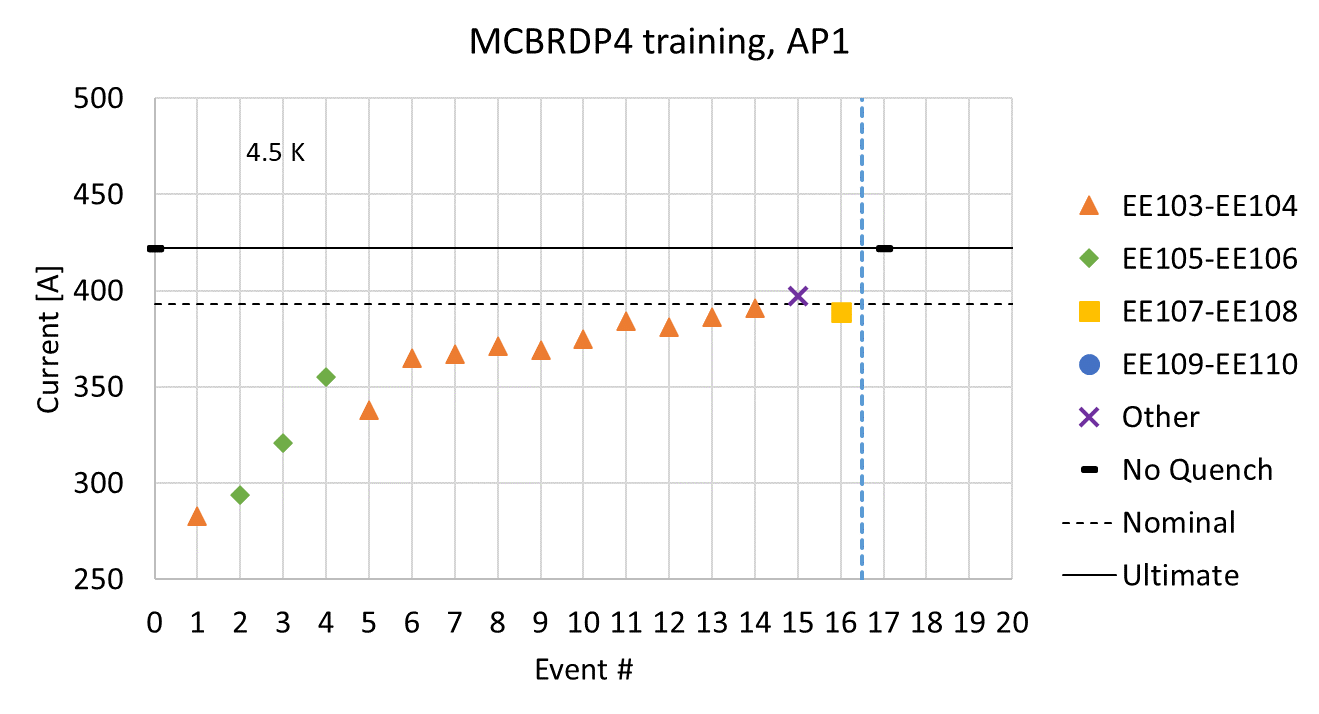 MCBRDP4 training, AP1
500
450
400
350
300
250
Current [A]
4.5 K
0 1 2 3 4 5 6 7 8 9 10 11 12 13 14 15 16 17 18 19 20
Event #
EE103-EE104
EE105-EE106
EE107-EE108
EE109-EE110
Other
No Quench
Nominal
Ultimate